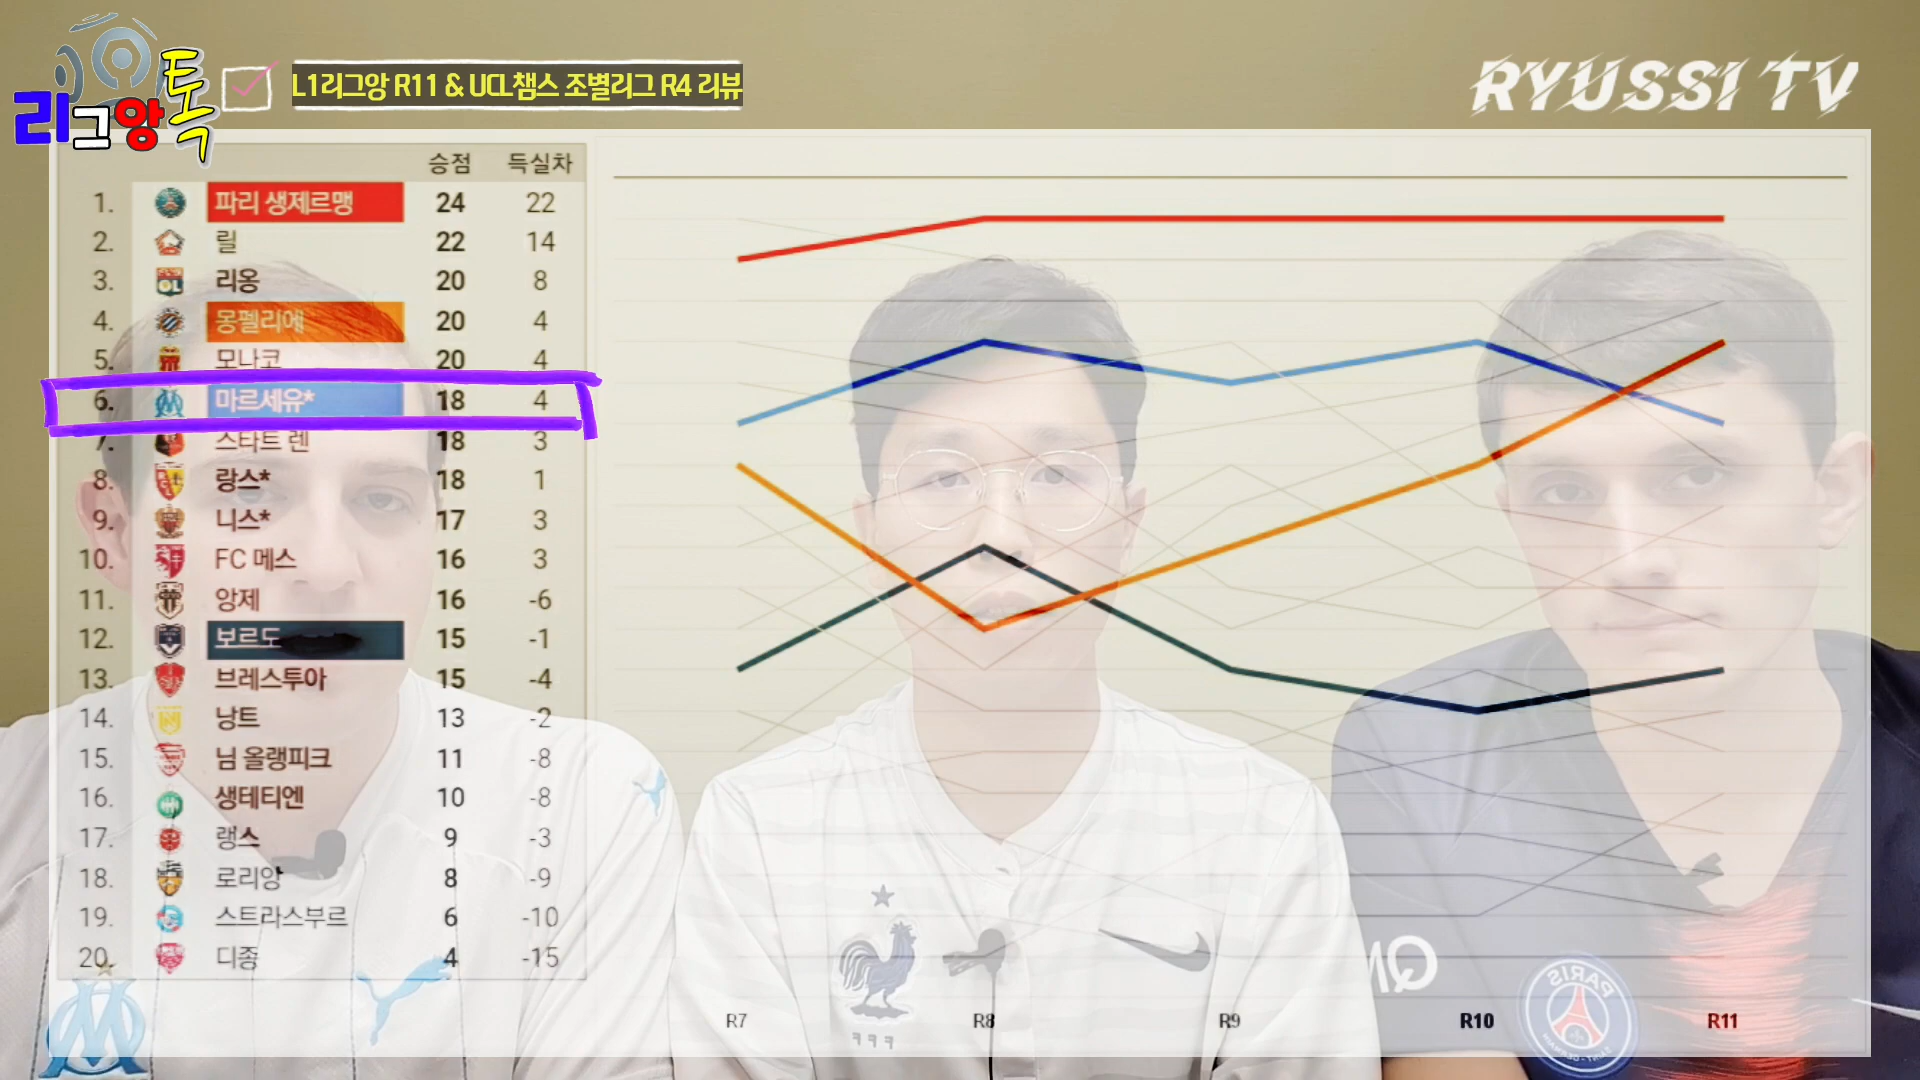 리그앙톡
L1리그앙 R11 & UCL챔스 조별리그 R4 리뷰
RYUSSI TV
승점 득실차
1. 파리 생제르맹 24 22
2. 릴 22 14
3. 리옹 20 8
4. 몽펠리에 20 4
5. 모나코 20 4
6. 마르세유* 18 4
7. 스타드 렌 18 3
8. 랑스* 18 1
9. 니스* 17 3
10. FC 메스 16 3
11. 앙제 16 -6
12. 보르도 15 -1
13. 브레스투아 15 -4
14. 낭트 13 -2
15. 님 올랭피크 11 -8
16. 생테티엔 10 -8
17. 랭스 9 -3
18. 로리앙 8 -9
19. 스트라스부르 6 -10
20. 디종 4 -15
R7 R8 R9 R10 R11
PARIS